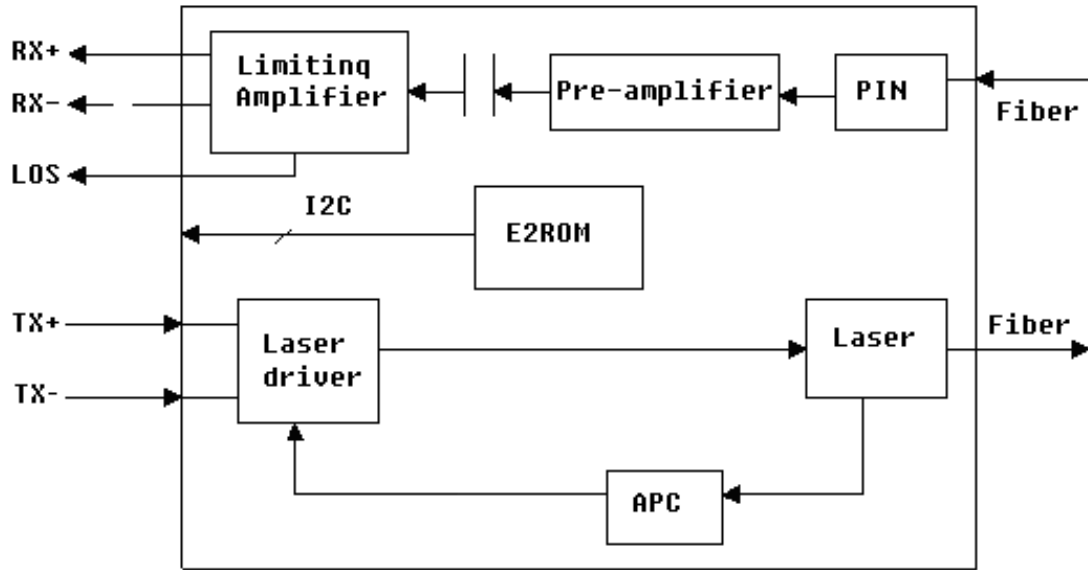 RX+
Limitinq
Amplifier
Pre-amplifier
PIN
RX-
Fiber
LOS
I2C
E2ROM
TX+
Laser
driver
Laser
Fiber
TX-
APC